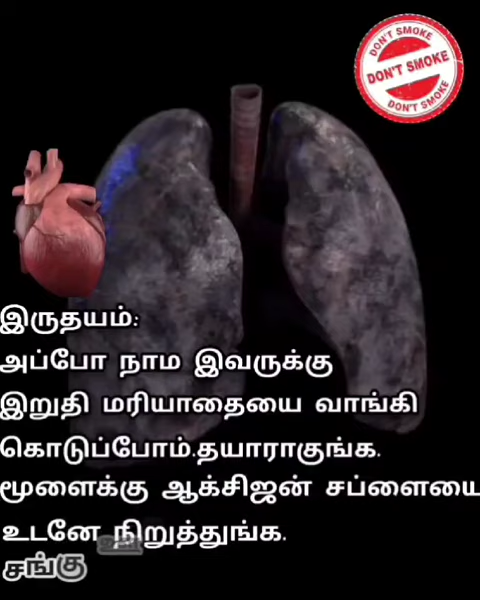 DON'T SMOKE
DON'T SMOKE
DON'T SMOKE
இருதயம்:
அப்போ நாம இவருக்கு
இறுதி மரியாதையை வாங்கி
கொடுப்போம்.தயாராகுங்க.
மூளைக்கு ஆக்சிஜன் சப்ளையை
உடனே நிறுத்துங்க.
சங்கு